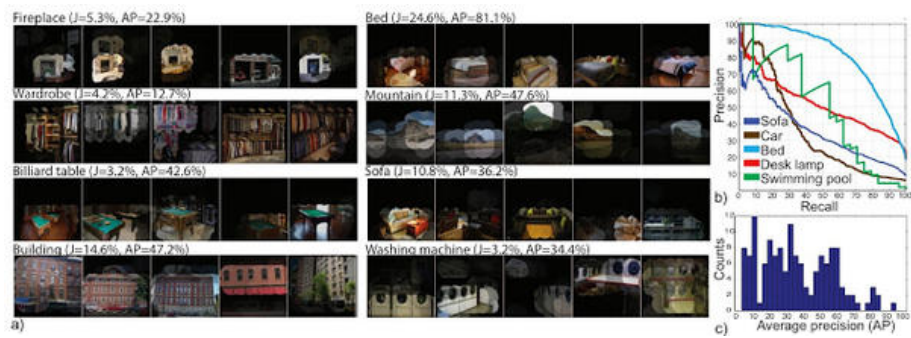 Fireplace (J=5.3%, AP=22.9%)
Wardrobe (J=4.2%, AP=12.7%)
Billiard table (J=3.2%, AP=42.6%)
Building (J=14.6%, AP=47.2%)
a)
Bed (J=24.6%, AP=81.1%)
Mountain (J=11.3%, AP=47.6%)
Sofa (J=10.8%, AP=36.2%)
Washing machine (J=3.2%, AP=34.4%)
100
90
80
70
60
50
40
30
20
10
Precision
Sofa
Car
Bed
Desk lamp
Swimming pool
0 10 20 30 40 50 60 70 80 90 100
b) Recall
12
10
8
6
4
2
0
Counts
0 10 20 30 40 50 60 70 80 90 100
c) Average precision (AP)